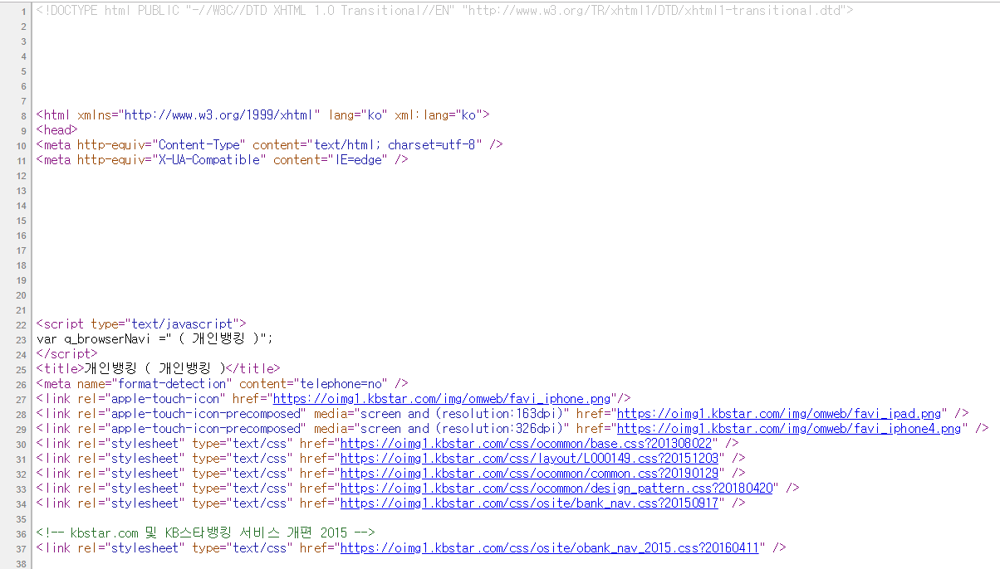 1 <!DOCTYPE html PUBLIC "-//W3C//DTD XHTML 1.0 Transitional//EN" "http://www.w3.org/TR/xhtml1/DTD/xhtml1-transitional.dtd">
2
3
4
5
6
7
8 <html xmlns="http://www.w3.org/1999/xhtml" lang="ko" xml:lang="ko">
9 <head>
10 <meta http-equiv="Content-Type" content="text/html; charset=utf-8" />
11 <meta http-equiv="X-UA-Compatible" content="IE=edge" />
12
13
14
15
16
17
18
19
20
21
22 <script type="text/javascript">
23 var q_browserNavi =" ( 개인뱅킹 )";
24 </script>
25 <title>개인뱅킹 ( 개인뱅킹 )</title>
26 <meta name="format-detection" content="telephone=no" />
27 <link rel="apple-touch-icon" href="https://oimg1.kbstar.com/img/omweb/favi_iphone.png"/>
28 <link rel="apple-touch-icon-precomposed" media="screen and (resolution:163dpi)" href="https://oimg1.kbstar.com/img/omweb/favi_ipad.png" />
29 <link rel="apple-touch-icon-precomposed" media="screen and (resolution:326dpi)" href="https://oimg1.kbstar.com/img/omweb/favi_iphone4.png" />
30 <link rel="stylesheet" type="text/css" href="https://oimg1.kbstar.com/css/ocommon/base.css?201308022" />
31 <link rel="stylesheet" type="text/css" href="https://oimg1.kbstar.com/css/layout/L000149.css?20151203" />
32 <link rel="stylesheet" type="text/css" href="https://oimg1.kbstar.com/css/ocommon/common.css?20190129" />
33 <link rel="stylesheet" type="text/css" href="https://oimg1.kbstar.com/css/ocommon/design_pattern.css?20180420" />
34 <link rel="stylesheet" type="text/css" href="https://oimg1.kbstar.com/css/osite/bank_nav.css?20150917" />
35
36 <!-- kbstar.com 및 KB스타뱅킹 서비스 개편 2015 -->
37 <link rel="stylesheet" type="text/css" href="https://oimg1.kbstar.com/css/osite/obank_nav_2015.css?20160411" />
38